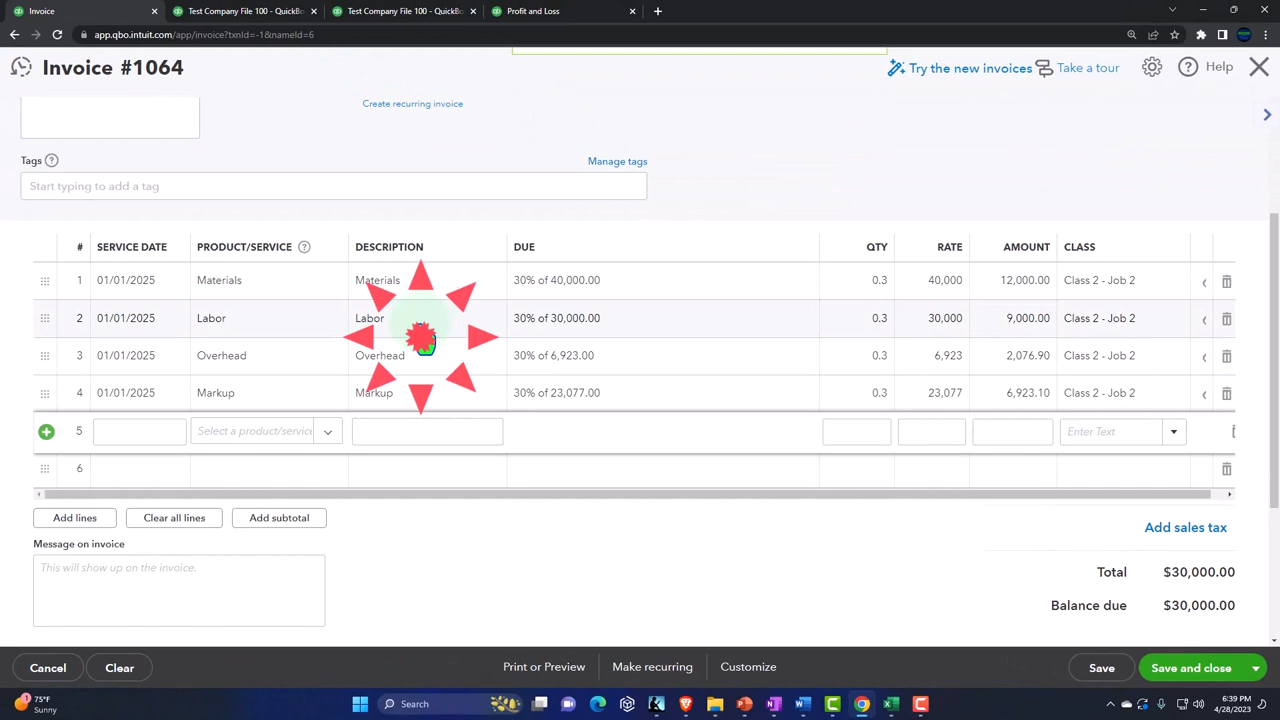 Invoice
Test Company File 100 - QuickBo
Test Company File 100 - QuickBo
Profit and Loss
app.qbo.intuit.com/app/invoice?txnId=-1&nameId=6
Invoice #1064
Try the new invoices
Take a tour
Help
Create recurring invoice
Tags
Manage tags
Start typing to add a tag
# SERVICE DATE PRODUCT/SERVICE DESCRIPTION DUE QTY RATE AMOUNT CLASS
1 01/01/2025 Materials Materials 30% of 40,000.00 0.3 40,000 12,000.00 Class 2 - Job 2
2 01/01/2025 Labor Labor 30% of 30,000.00 0.3 30,000 9,000.00 Class 2 - Job 2
3 01/01/2025 Overhead Overhead 30% of 6,923.00 0.3 6,923 2,076.90 Class 2 - Job 2
4 01/01/2025 Markup Markup 30% of 23,077.00 0.3 23,077 6,923.10 Class 2 - Job 2
5 Select a product/service Enter Text
6
Add lines Clear all lines Add subtotal
Add sales tax
Message on invoice
This will show up on the invoice.
Total $30,000.00
Balance due $30,000.00
Cancel Clear Print or Preview Make recurring Customize Save Save and close
75°F
Sunny
Search
6:39 PM
4/28/2023